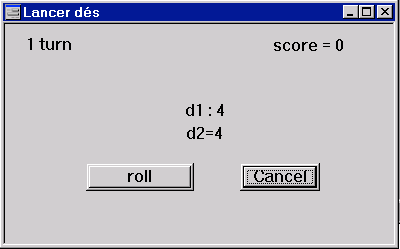 Lancer dés
1 turn score = 0
d1 : 4
d2=4
roll Cancel